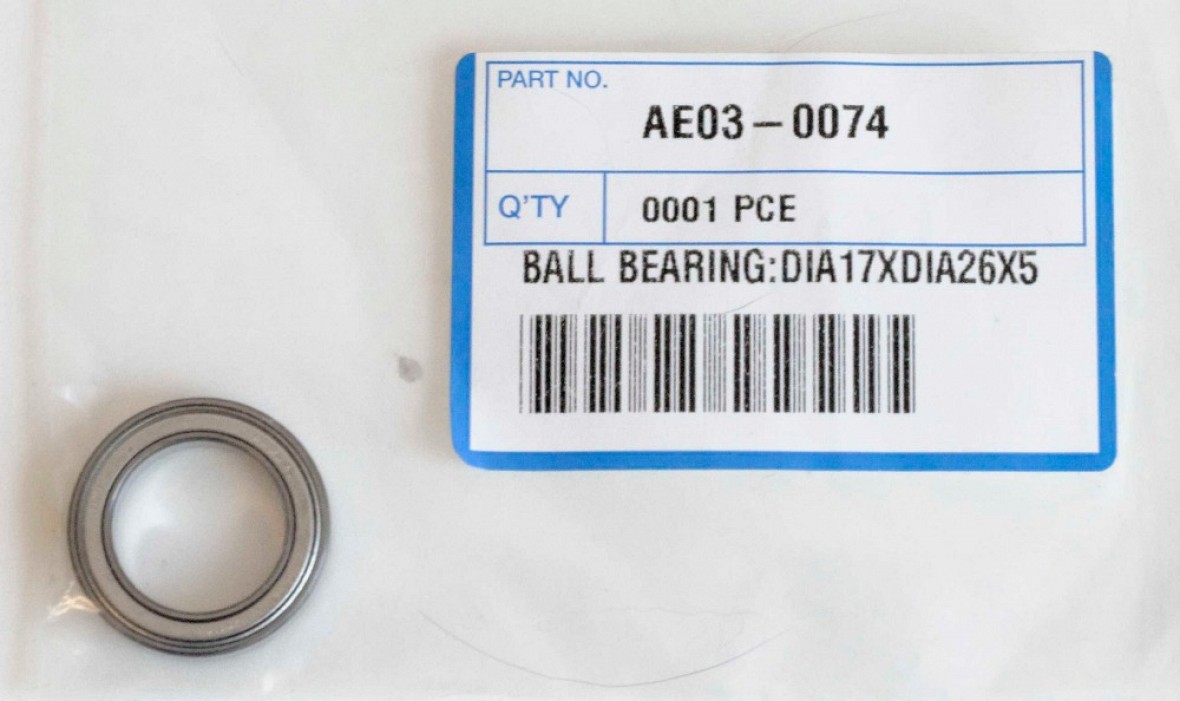 PART NO.
AE03-0074
Q'TY
0001 PCE
BALL BEARING:DIA17XDIA26X5